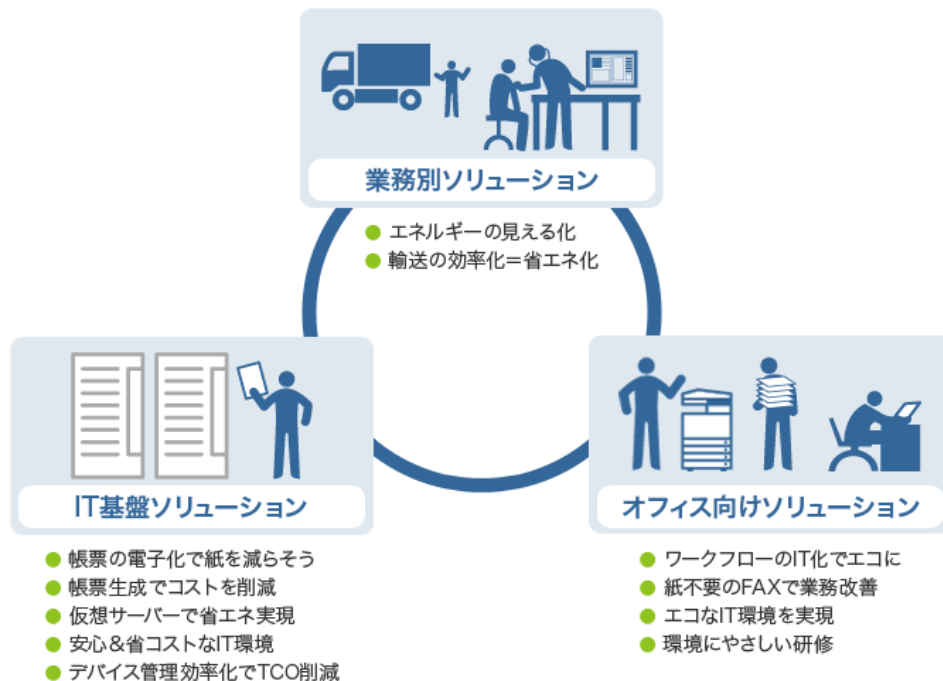 業務別ソリューション
エネルギーの見える化
輸送の効率化＝省エネ化
IT基盤ソリューション
帳票の電子化で紙を減らそう
帳票生成でコストを削減
仮想サーバーで省エネ実現
安心＆省コストなIT環境
デバイス管理効率化でTCO削減
オフィス向けソリューション
ワークフローのIT化でエコに
紙不要のFAXで業務改善
エコなIT環境を実現
環境にやさしい研修